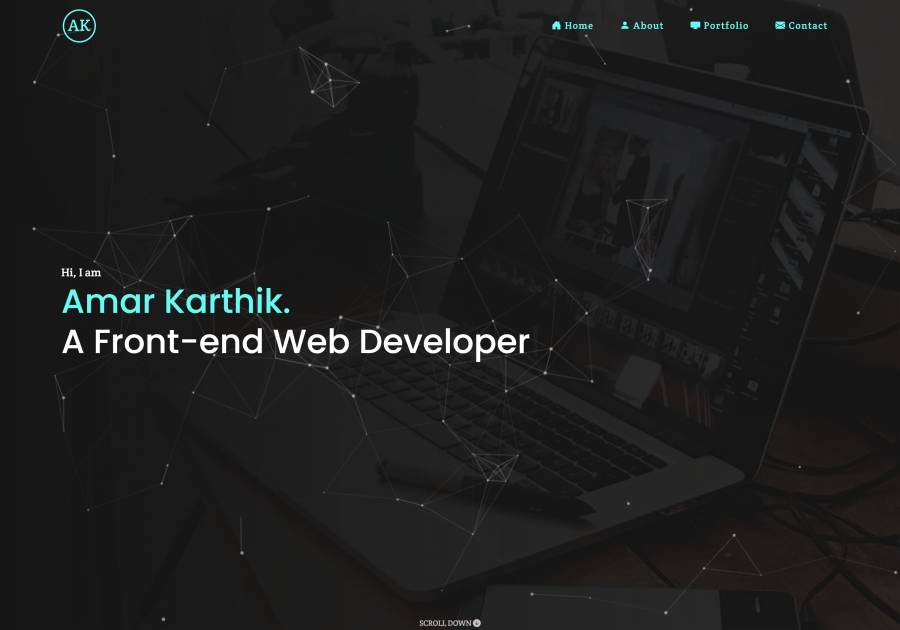 AK
Home About Portfolio Contact
Hi, I am
Amar Karthik.
A Front-end Web Developer
SCROLL DOWN